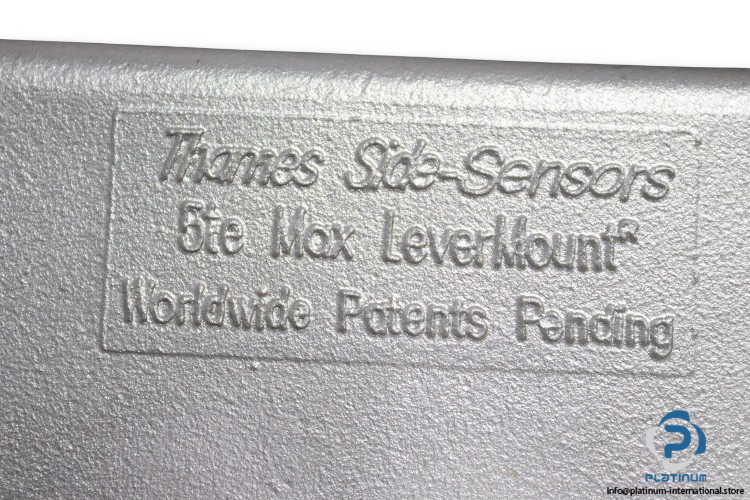 Thames Side-Sensors
5te Max LeverMount R
Worldwide Patents Pending
PLATINUM
info@platinum-international.store